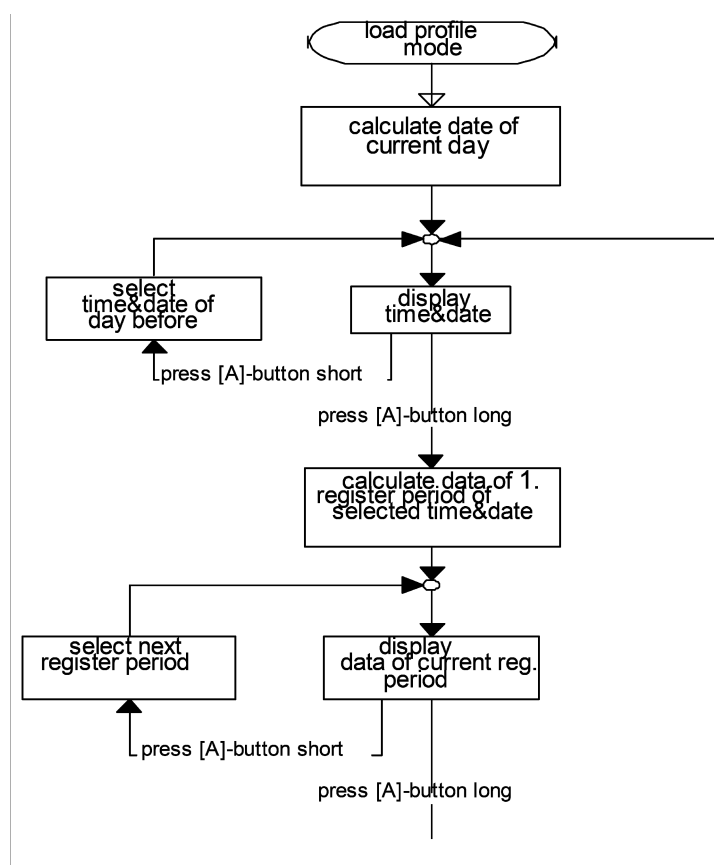 load profile
mode
calculate date of
current day
select
time&date of
day before
display
time&date
press [A]-button short
press [A]-button long
calculate data of 1.
register period of
selected time&date
select next
register period
display
data of current reg.
period
press [A]-button short
press [A]-button long